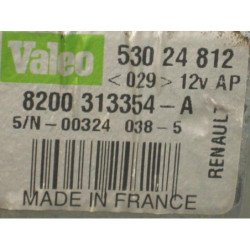 Valeo 530 24 812
<029> 12v AP
8200 313354-A
S/N-00324 038-5
RENAULT
MADE IN FRANCE